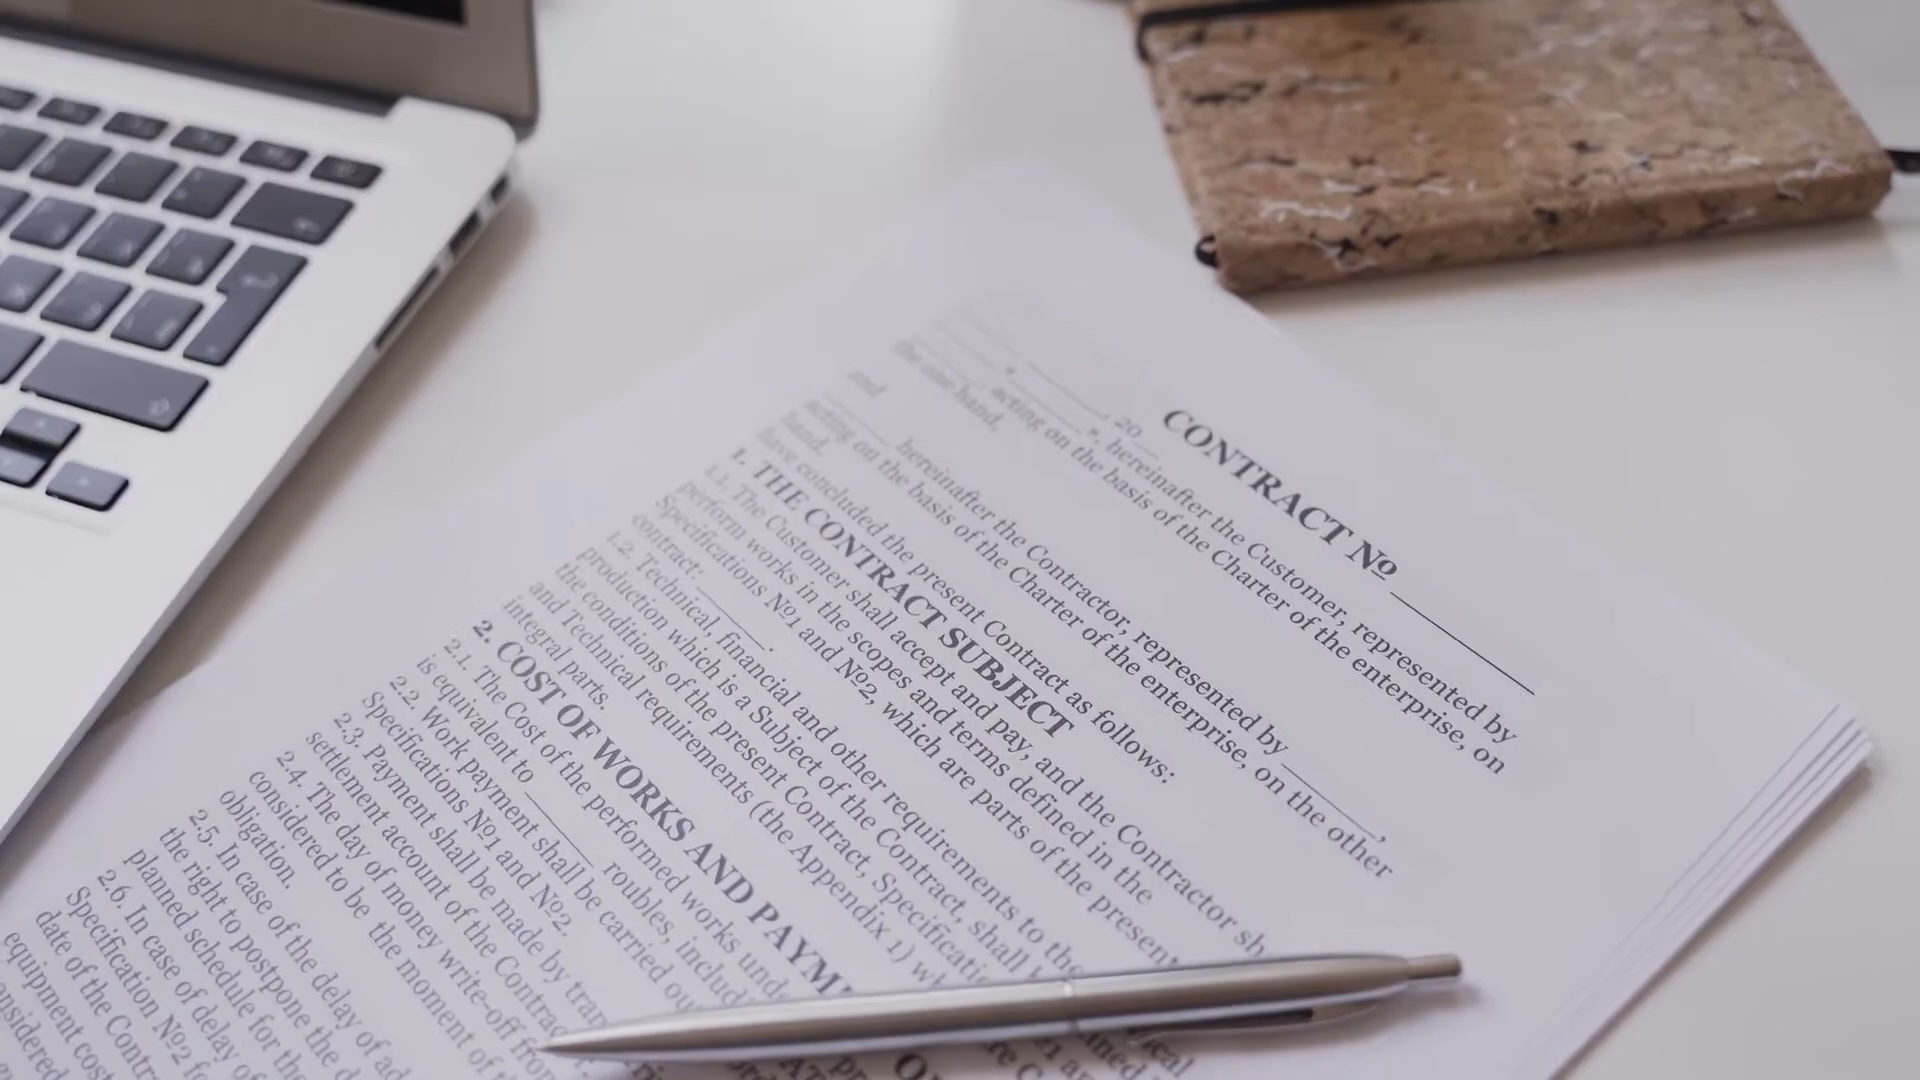 CONTRACT №
, 20
", hereinafter the Customer, represented by
acting on the basis of the Charter of the enterprise, on
the one hand,
and
hereinafter the Contractor, represented by ,
acting on the basis of the Charter of the enterprise, on the other
hand,
have concluded the present Contract as follows:
1. THE CONTRACT SUBJECT
1.1. The Customer shall accept and pay, and the Contractor sh
perform works in the scopes and terms defined in the
Specifications №1 and №2, which are parts of the present
contract.
1.2. Technical, financial and other requirements to the
production which is a Subject of the Contract, shall
the conditions of the present Contract, Specificatio
and Technical requirements (the Appendix 1) wh
integral parts.
2. COST OF WORKS AND PAYM
2.1. The Cost of the performed works unde
is equivalent to roubles, includ
2.2. Work payment shall be carried ou
Specifications №1 and №2.
2.3. Payment shall be made by tran
settlement account of the Contrac
2.4. The day of money write-off from
considered to be the moment of
obligation.
2.5. In case of the delay of ad
the right to postpone the d
planned schedule for the
2.6. In case of delay of
Specification №2 fo
date of the Contr
equipment cost